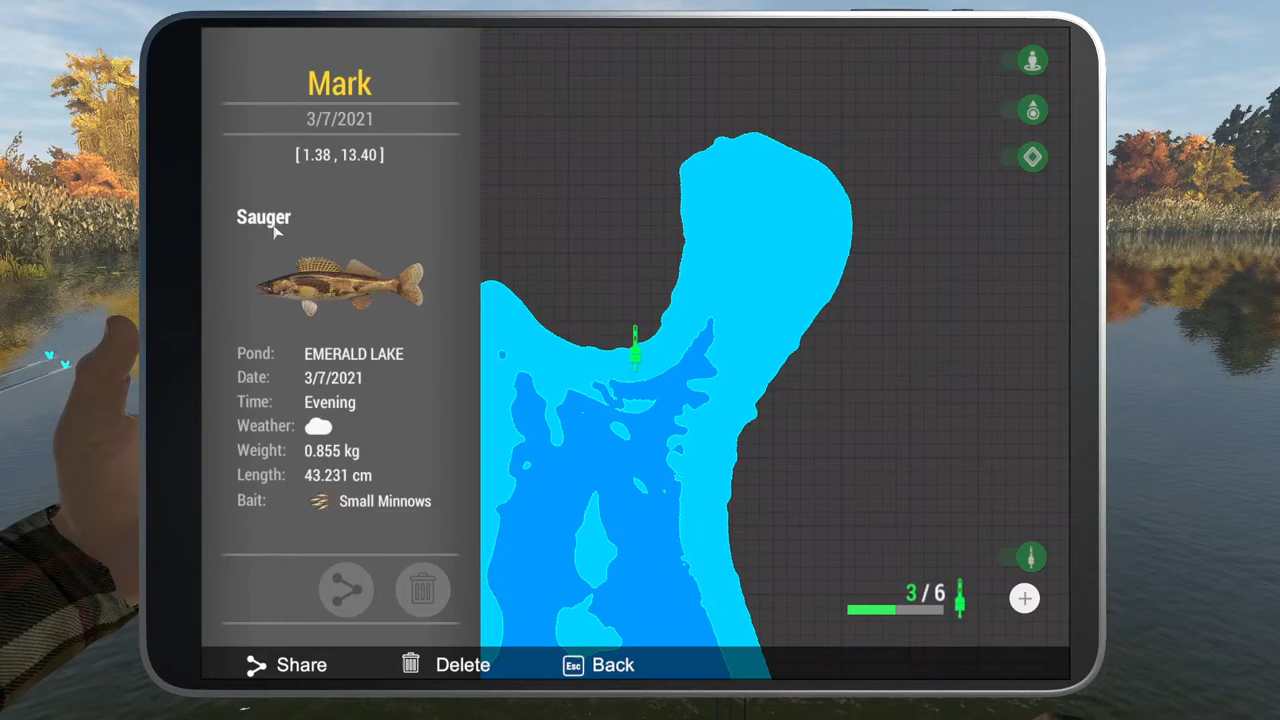 Mark
3/7/2021
[ 1.38 , 13.40 ]
Sauger
Pond: EMERALD LAKE
Date: 3/7/2021
Time: Evening
Weather:
Weight: 0.855 kg
Length: 43.231 cm
Bait: Small Minnows
3 / 6
Share Delete Esc Back